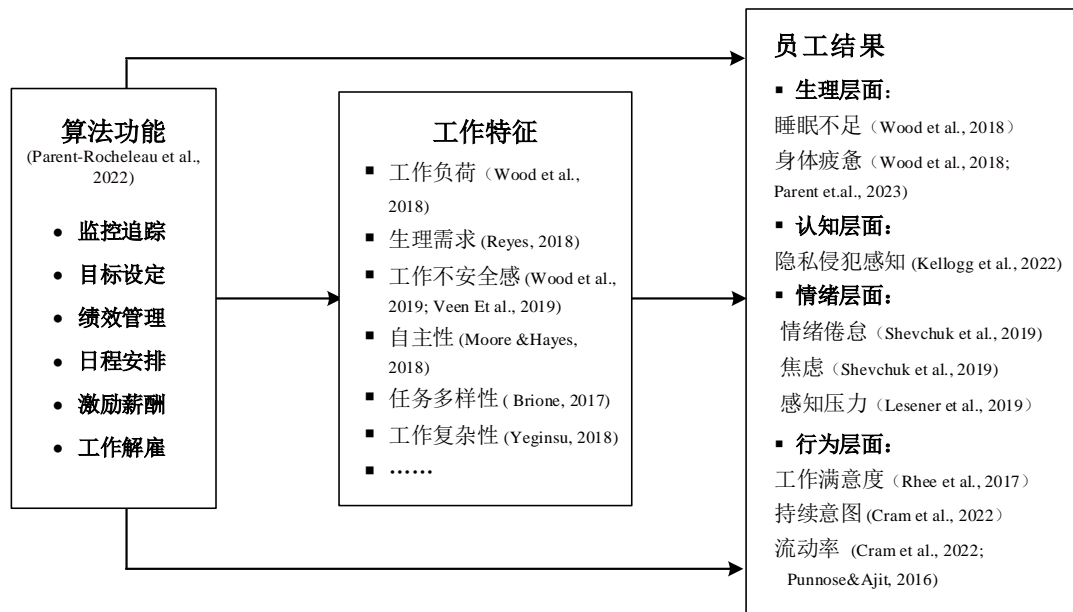 算法功能
(Parent-Rocheleau et al.,
2022)
• 监控追踪
• 目标设定
• 绩效管理
• 日程安排
• 激励薪酬
• 工作解雇
工作特征
▪ 工作负荷（Wood et al.,
2018)
▪ 生理需求 (Reyes, 2018)
▪ 工作不安全感 (Wood et al.,
2019; Veen Et al., 2019)
▪ 自主性 (Moore &Hayes,
2018)
▪ 任务多样性 ( Brione, 2017)
▪ 工作复杂性 (Yeginsu, 2018)
▪ ……
员工结果
▪ 生理层面：
睡眠不足（Wood et al., 2018）
身体疲惫（Wood et al., 2018;
Parent et.al., 2023)
▪ 认知层面：
隐私侵犯感知 (Kellogg et al., 2022)
▪ 情绪层面：
情绪倦怠（Shevchuk et al., 2019）
焦虑（Shevchuk et al., 2019）
感知压力（Lesener et al., 2019）
▪ 行为层面：
工作满意度（Rhee et al., 2017）
持续意图 (Cram et al., 2022)
流动率 (Cram et al., 2022;
Punnose&Ajit, 2016)